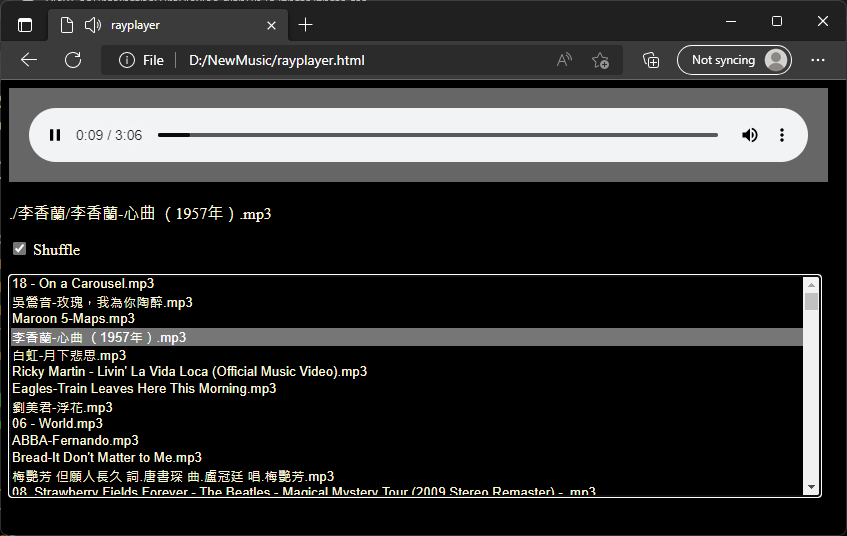 rayplayer
File
D:/NewMusic/rayplayer.html
Not syncing
0:09 / 3:06
./李香蘭/李香蘭-心曲 （1957年）.mp3
Shuffle
18 - On a Carousel.mp3
吳鶯音-玫瑰，我為你陶醉.mp3
Maroon 5-Maps.mp3
李香蘭-心曲 （1957年）.mp3
白虹-月下悲思.mp3
Ricky Martin - Livin' La Vida Loca (Official Music Video).mp3
Eagles-Train Leaves Here This Morning.mp3
劉美君-浮花.mp3
06 - World.mp3
ABBA-Fernando.mp3
Bread-It Don't Matter to Me.mp3
梅艷芳 但願人長久 詞.唐書琛 曲.盧冠廷 唱.梅艷芳.mp3
08. Strawberry Fields Forever - The Beatles - Magical Mystery Tour (2009 Stereo Remaster) - .mp3